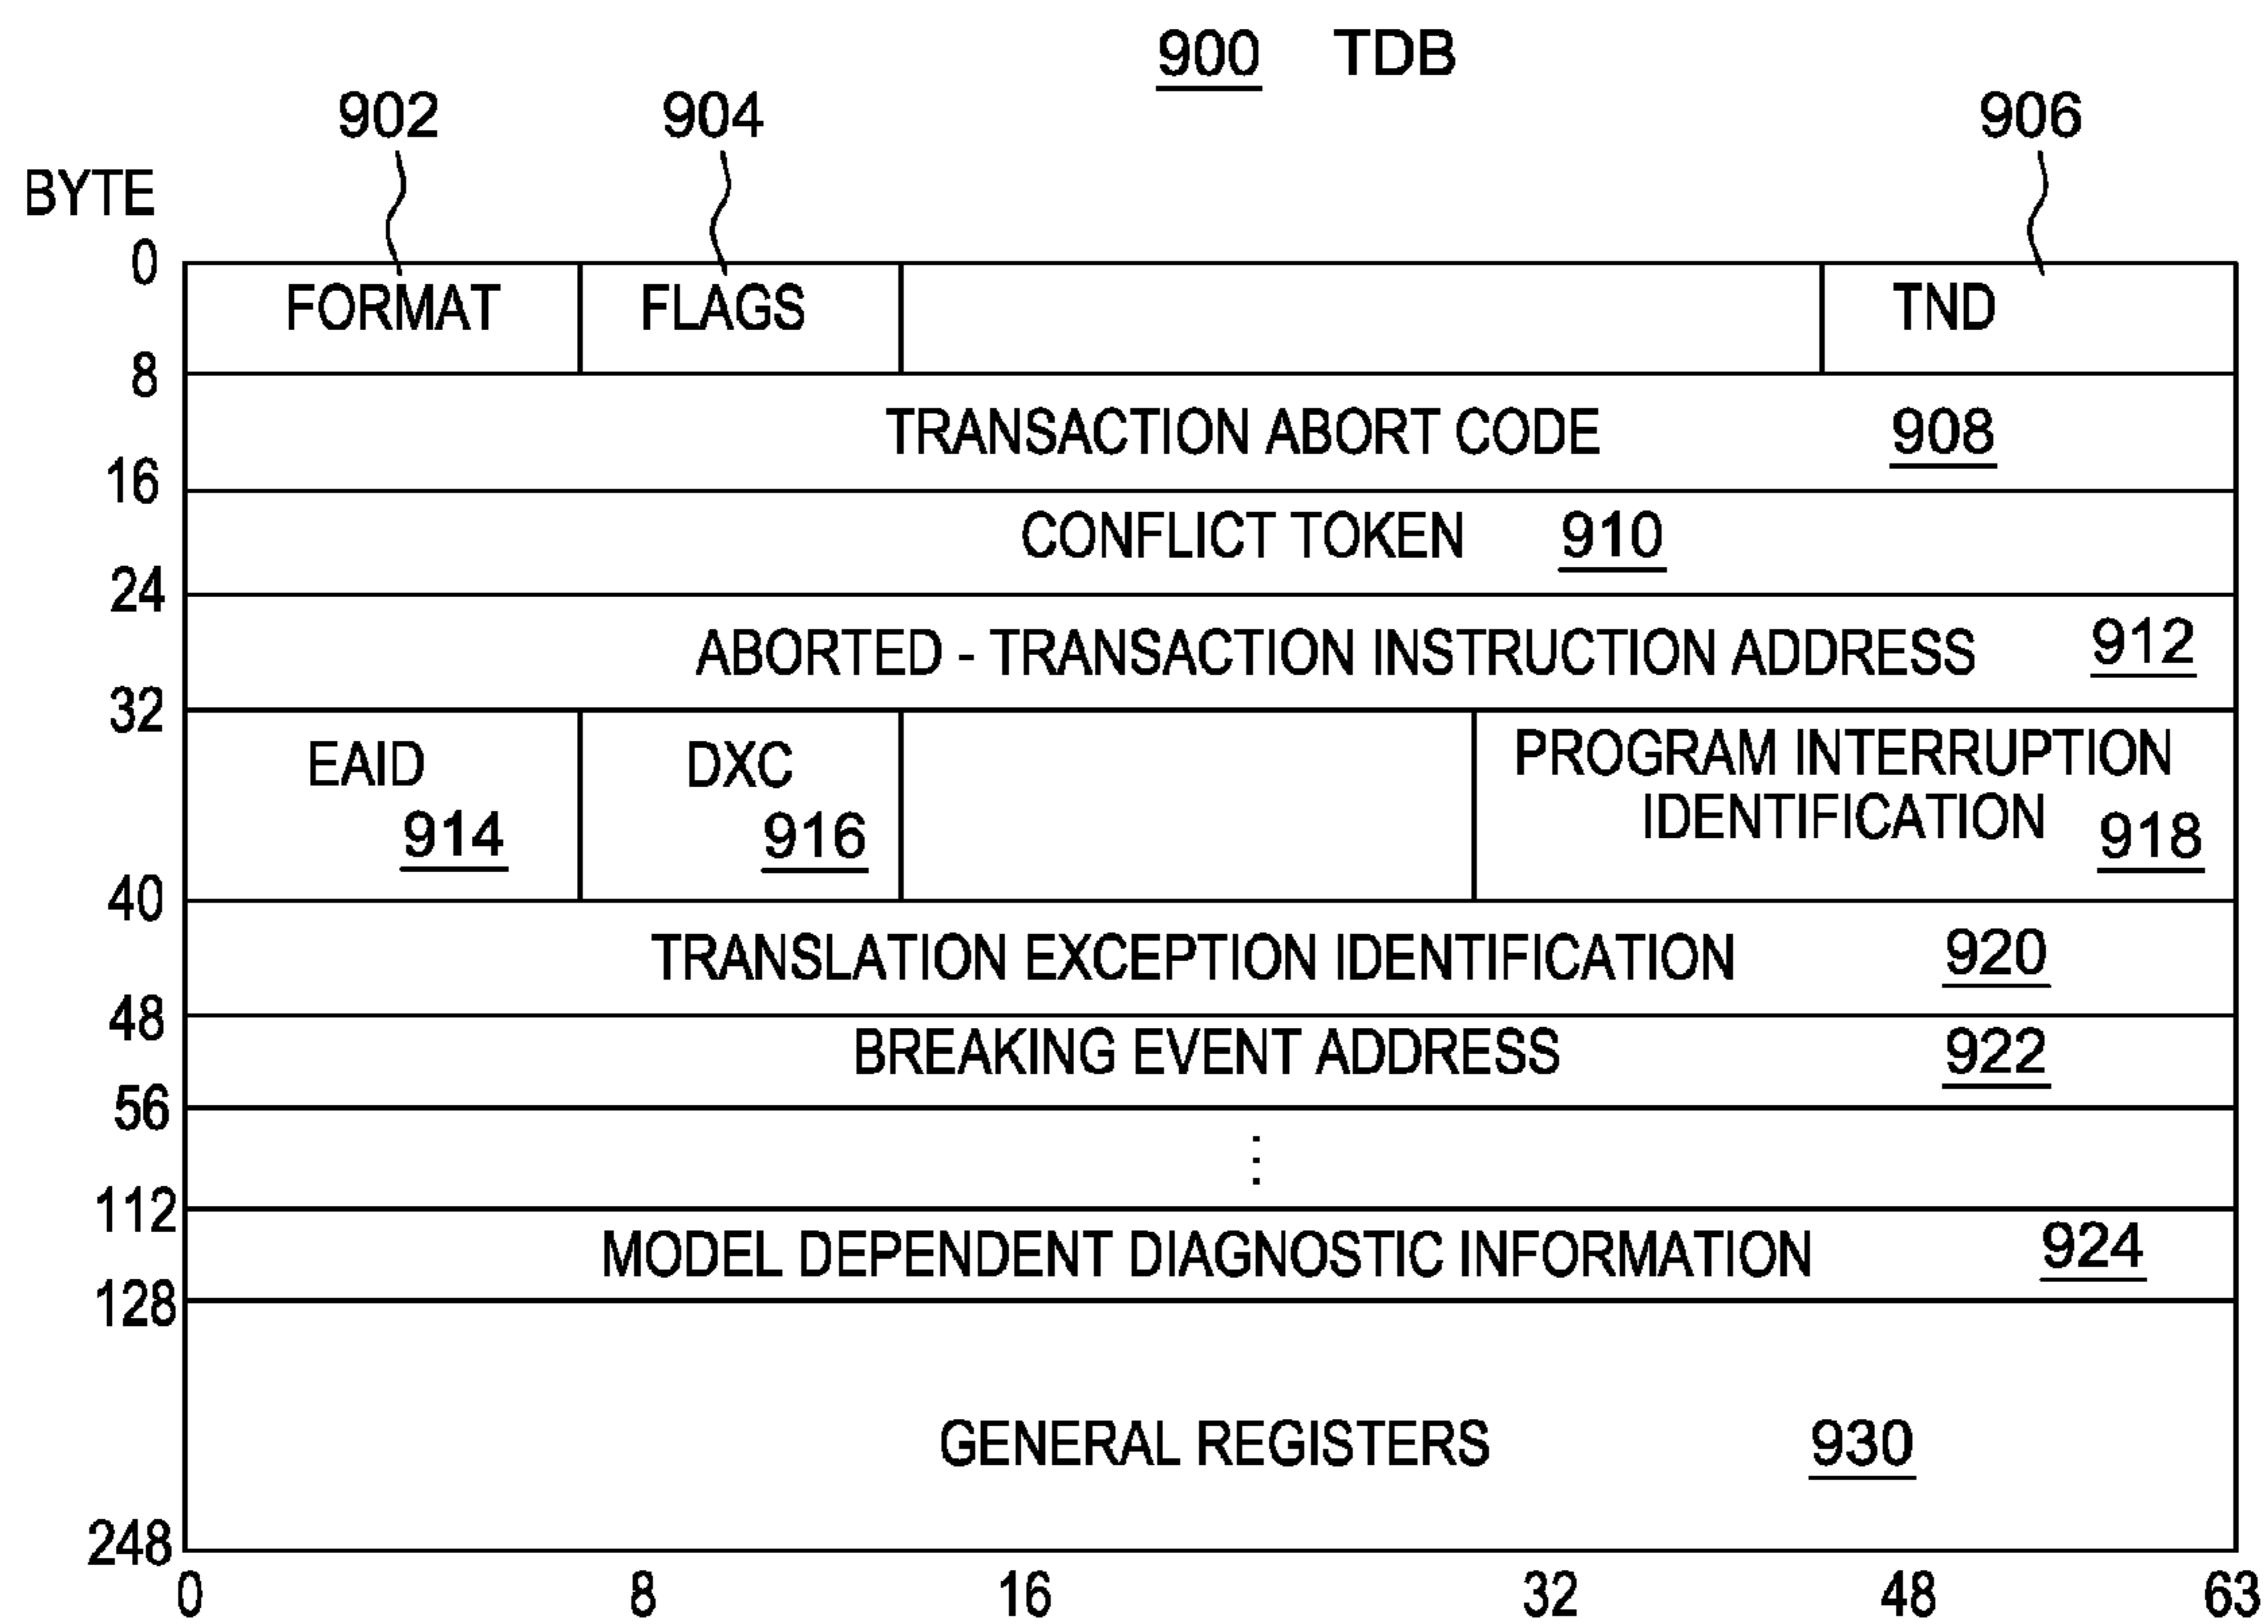 900 TDB
902 904 906
BYTE
0
FORMAT FLAGS TND
8
TRANSACTION ABORT CODE 908
16
CONFLICT TOKEN 910
24
ABORTED - TRANSACTION INSTRUCTION ADDRESS 912
32
EAID 914
DXC 916
PROGRAM INTERRUPTION
IDENTIFICATION 918
40
TRANSLATION EXCEPTION IDENTIFICATION 920
48
BREAKING EVENT ADDRESS 922
56
⋮
112
MODEL DEPENDENT DIAGNOSTIC INFORMATION 924
128
GENERAL REGISTERS 930
248
0 8 16 32 48 63